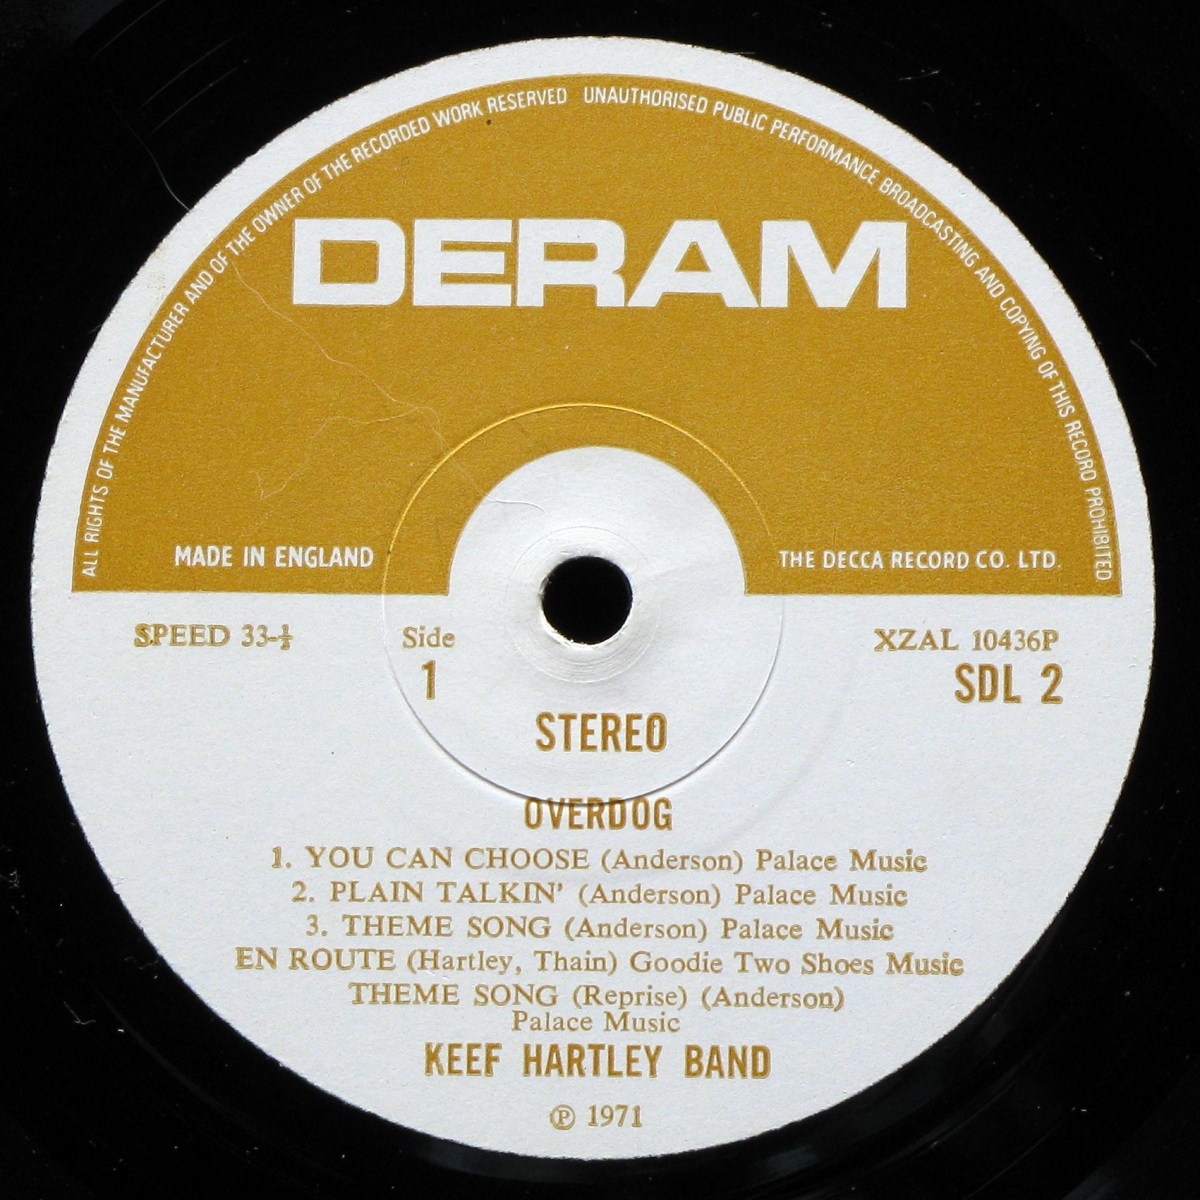 ALL RIGHTS OF THE MANUFACTURER AND OF THE OWNER OF THE RECORDED WORK RESERVED UNAUTHORISED PUBLIC PERFORMANCE BROADCASTING AND COPYING OF THIS RECORD PROHIBITED
DERAM
MADE IN ENGLAND
THE DECCA RECORD CO. LTD.
SPEED 33-⅓
Side
1
XZAL 10436P
SDL 2
STEREO
OVERDOG
1. YOU CAN CHOOSE (Anderson) Palace Music
2. PLAIN TALKIN' (Anderson) Palace Music
3. THEME SONG (Anderson) Palace Music
EN ROUTE (Hartley, Thain) Goodie Two Shoes Music
THEME SONG (Reprise) (Anderson)
Palace Music
KEEF HARTLEY BAND
℗ 1971